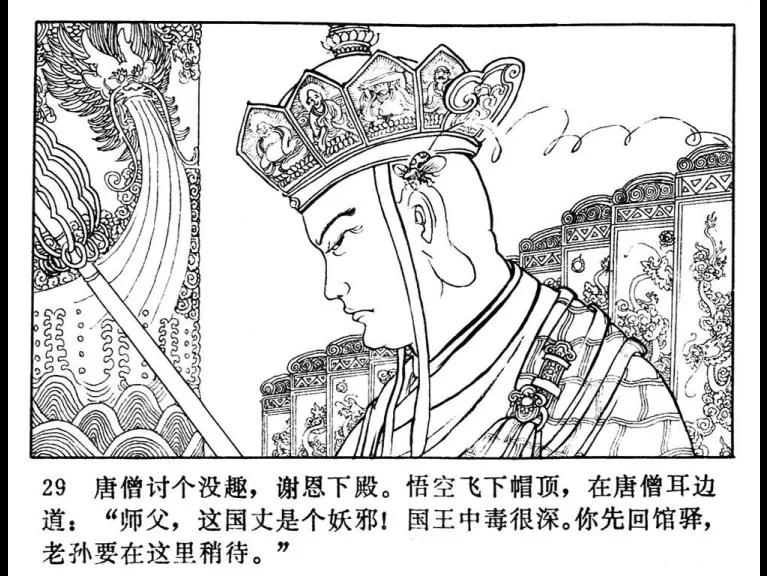 29 唐僧讨个没趣，谢恩下殿。悟空飞下帽顶，在唐僧耳边
道：“师父，这国丈是个妖邪！国王中毒很深。你先回馆驿，
老孙要在这里稍待。”